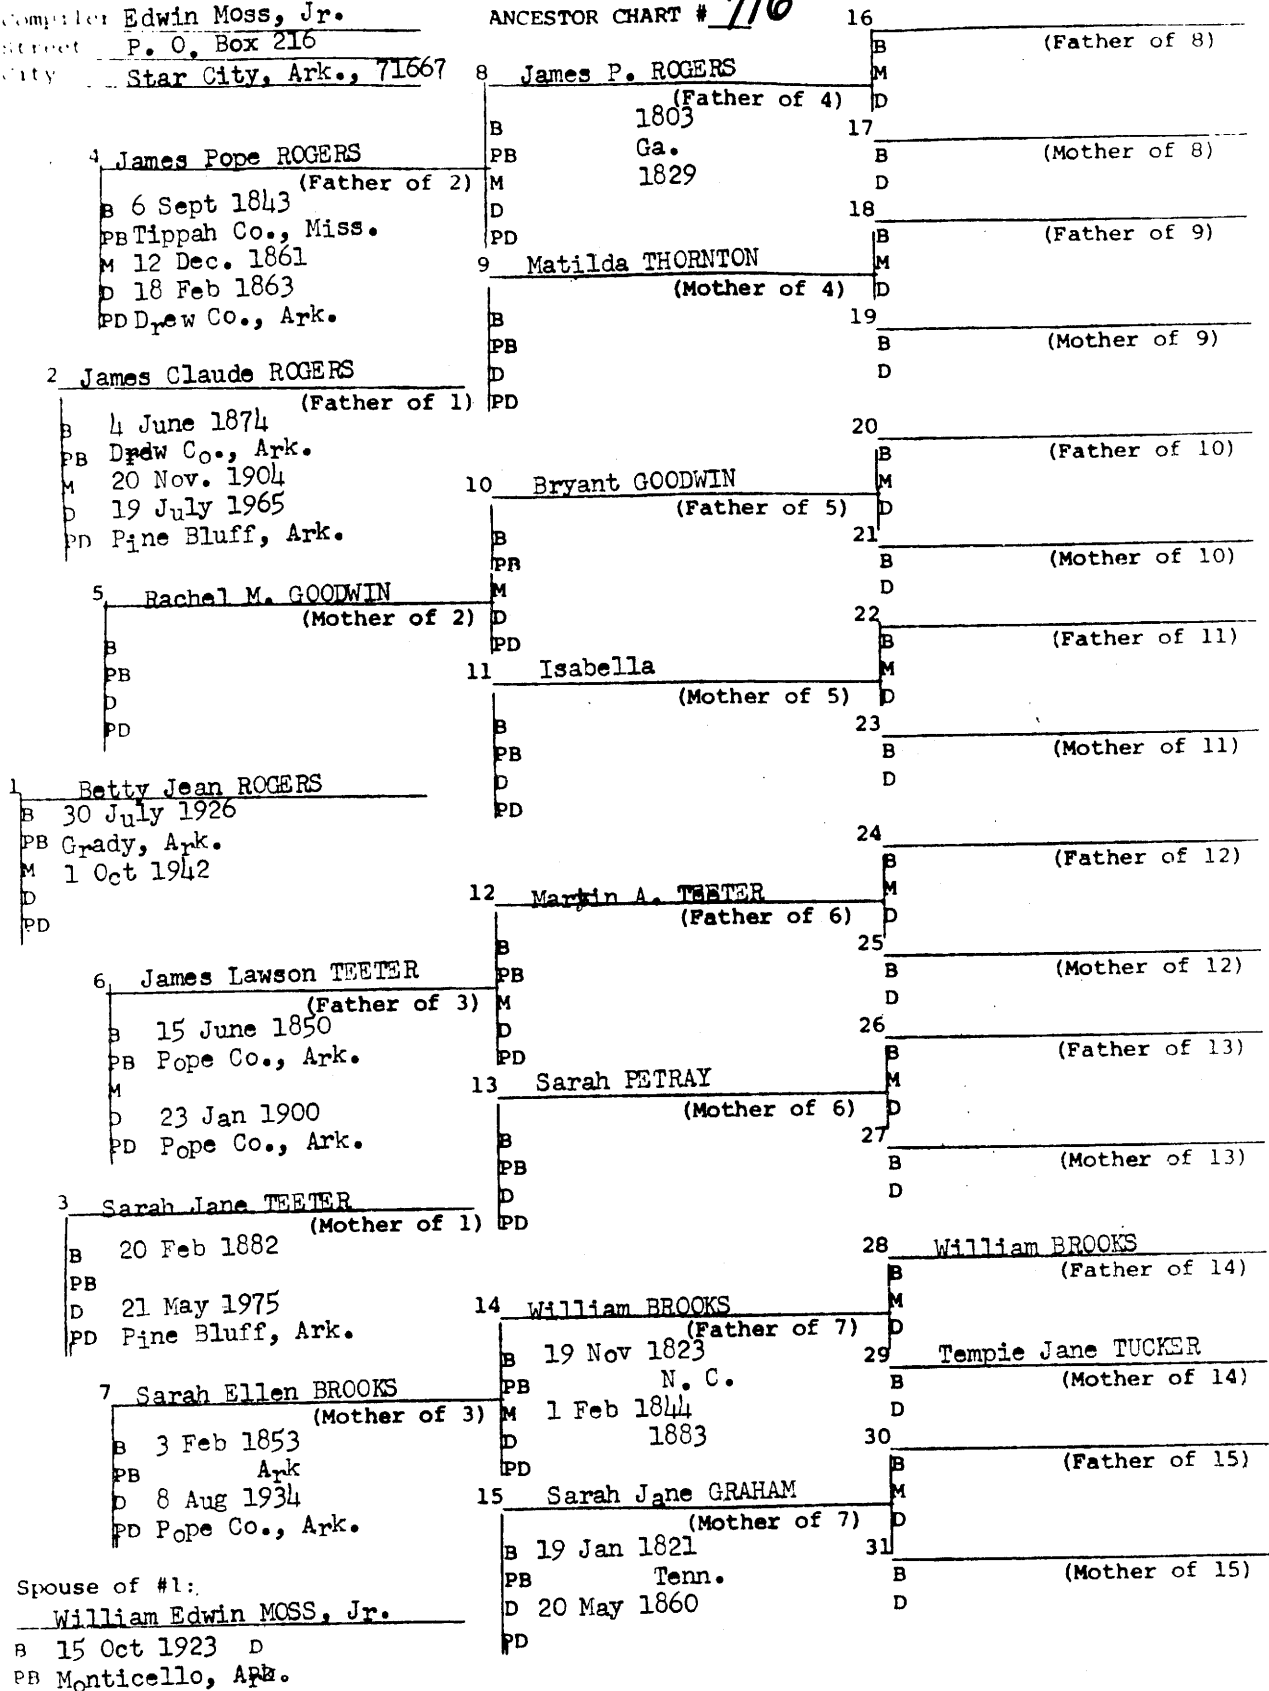 Compiler Edwin Moss, Jr.
Street P. O. Box 216
City Star City, Ark., 71667
ANCESTOR CHART # 776
16
B (Father of 8)
M
D
8 James P. ROGERS
(Father of 4)
B 1803
PB Ga.
M 1829
D
PD
17
B (Mother of 8)
D
4 James Pope ROGERS
(Father of 2)
B 6 Sept 1843
PB Tippah Co., Miss.
M 12 Dec. 1861
D 18 Feb 1863
PD Drew Co., Ark.
18
B (Father of 9)
M
D
9 Matilda THORNTON
(Mother of 4)
B
PB
D
PD
19
B (Mother of 9)
D
2 James Claude ROGERS
(Father of 1)
B 4 June 1874
PB Drew Co., Ark.
M 20 Nov. 1904
D 19 July 1965
PD Pine Bluff, Ark.
20
B (Father of 10)
M
D
10 Bryant GOODWIN
(Father of 5)
B
PB
M
D
PD
21
B (Mother of 10)
D
5 Rachel M. GOODWIN
(Mother of 2)
B
PB
D
PD
22
B (Father of 11)
M
D
11 Isabella
(Mother of 5)
B
PB
D
PD
23
B (Mother of 11)
D
1 Betty Jean ROGERS
B 30 July 1926
PB Grady, Ark.
M 1 Oct 1942
D
PD
24
B (Father of 12)
M
D
12 Martin A. TEETER
(Father of 6)
B
PB
M
D
PD
25
B (Mother of 12)
D
6 James Lawson TEETER
(Father of 3)
B 15 June 1850
PB Pope Co., Ark.
M
D 23 Jan 1900
PD Pope Co., Ark.
26
B (Father of 13)
M
D
13 Sarah PETRAY
(Mother of 6)
B
PB
D
PD
27
B (Mother of 13)
D
3 Sarah Jane TEETER
(Mother of 1)
B 20 Feb 1882
PB
D 21 May 1975
PD Pine Bluff, Ark.
28 William BROOKS
B (Father of 14)
M
D
14 William BROOKS
(Father of 7)
B 19 Nov 1823
PB N. C.
M 1 Feb 1844
D 1883
PD
29 Tempie Jane TUCKER
B (Mother of 14)
D
7 Sarah Ellen BROOKS
(Mother of 3)
B 3 Feb 1853
PB Ark
D 8 Aug 1934
PD Pope Co., Ark.
30
B (Father of 15)
M
D
15 Sarah Jane GRAHAM
(Mother of 7)
B 19 Jan 1821
PB Tenn.
D 20 May 1860
PD
31
B (Mother of 15)
D
Spouse of #1:
William Edwin MOSS, Jr.
B 15 Oct 1923 D
PB Monticello, Ark.